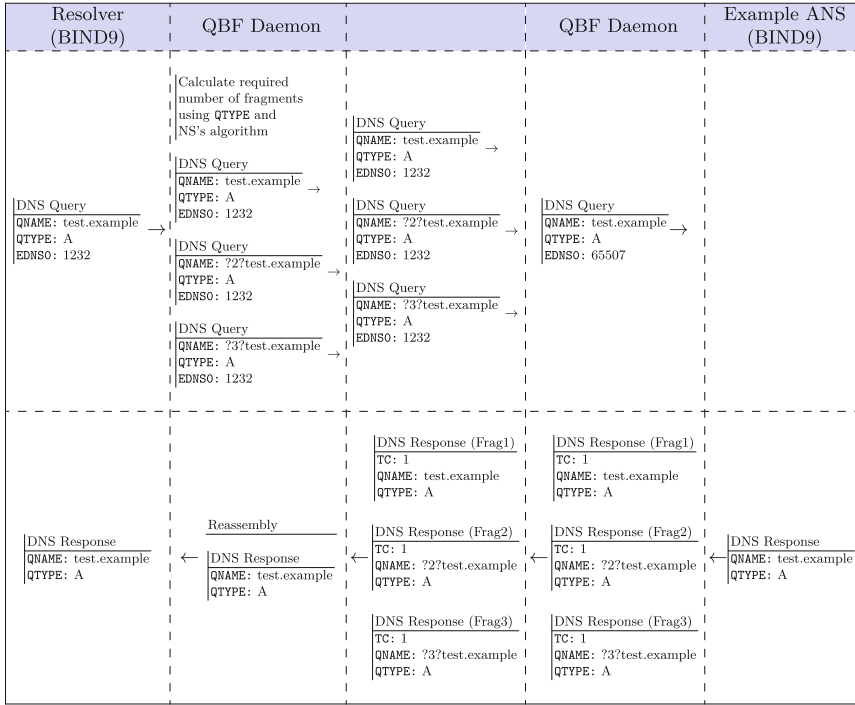 Resolver
(BIND9)
QBF Daemon
QBF Daemon
Example ANS
(BIND9)
DNS Query
QNAME: test.example
QTYPE: A
EDNS0: 1232
→
Calculate required
number of fragments
using QTYPE and
NS's algorithm
DNS Query
QNAME: test.example
QTYPE: A
EDNS0: 1232
→
DNS Query
QNAME: ?2?test.example
QTYPE: A
EDNS0: 1232
→
DNS Query
QNAME: ?3?test.example
QTYPE: A
EDNS0: 1232
→
DNS Query
QNAME: test.example
QTYPE: A
EDNS0: 1232
→
DNS Query
QNAME: ?2?test.example
QTYPE: A
EDNS0: 1232
→
DNS Query
QNAME: ?3?test.example
QTYPE: A
EDNS0: 1232
→
DNS Query
QNAME: test.example
QTYPE: A
EDNS0: 65507
→
DNS Response
QNAME: test.example
QTYPE: A
←
Reassembly
DNS Response
QNAME: test.example
QTYPE: A
←
DNS Response (Frag1)
TC: 1
QNAME: test.example
QTYPE: A
DNS Response (Frag2)
TC: 1
QNAME: ?2?test.example
QTYPE: A
DNS Response (Frag3)
TC: 1
QNAME: ?3?test.example
QTYPE: A
←
DNS Response (Frag1)
TC: 1
QNAME: test.example
QTYPE: A
DNS Response (Frag2)
TC: 1
QNAME: ?2?test.example
QTYPE: A
DNS Response (Frag3)
TC: 1
QNAME: ?3?test.example
QTYPE: A
←
DNS Response
QNAME: test.example
QTYPE: A